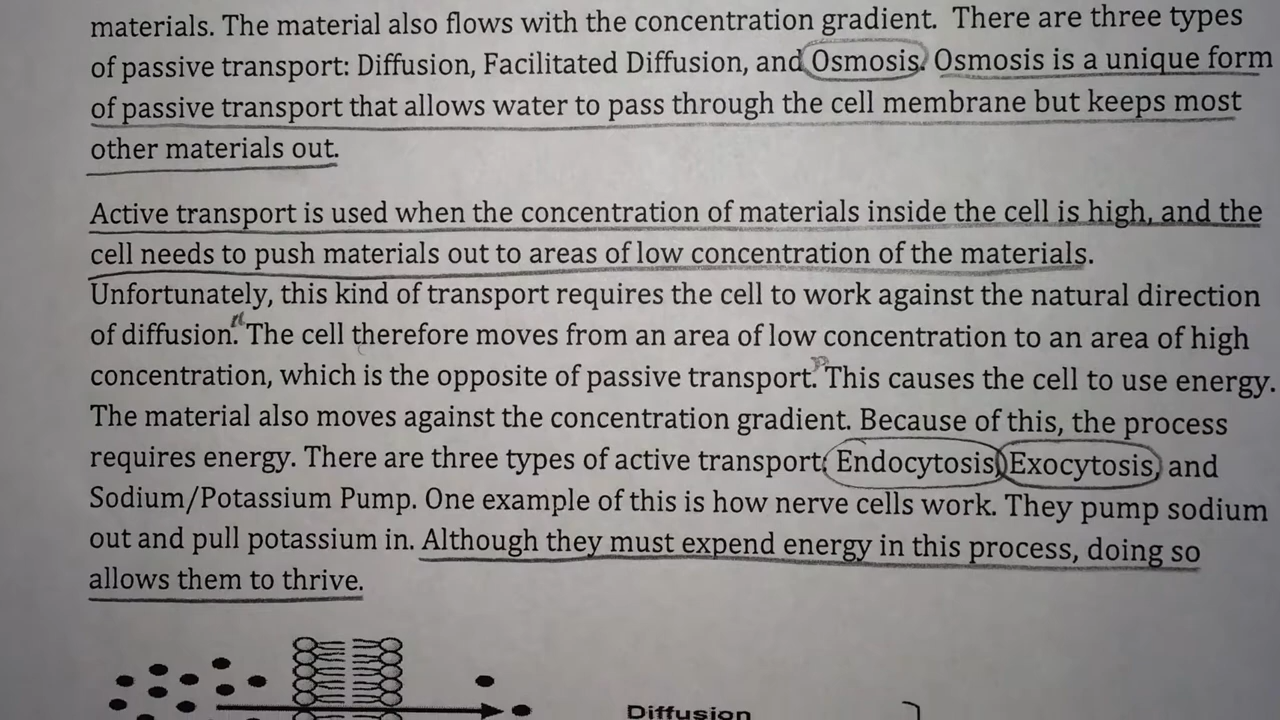 materials. The material also flows with the concentration gradient. There are three types
of passive transport: Diffusion, Facilitated Diffusion, and Osmosis. Osmosis is a unique form
of passive transport that allows water to pass through the cell membrane but keeps most
other materials out.
Active transport is used when the concentration of materials inside the cell is high, and the
cell needs to push materials out to areas of low concentration of the materials.
Unfortunately, this kind of transport requires the cell to work against the natural direction
of diffusion. The cell therefore moves from an area of low concentration to an area of high
concentration, which is the opposite of passive transport. This causes the cell to use energy.
The material also moves against the concentration gradient. Because of this, the process
requires energy. There are three types of active transport: Endocytosis, Exocytosis, and
Sodium/Potassium Pump. One example of this is how nerve cells work. They pump sodium
out and pull potassium in. Although they must expend energy in this process, doing so
allows them to thrive.
Diffusion